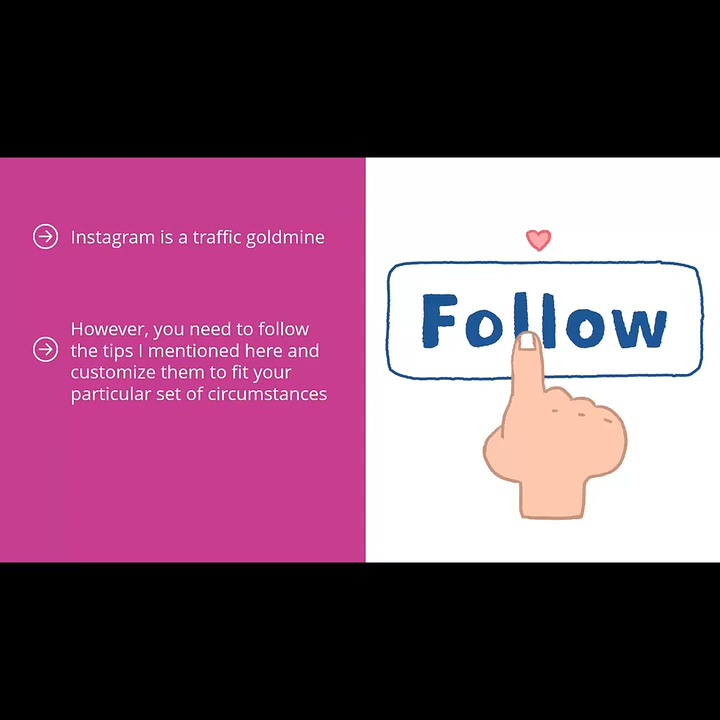 Instagram is a traffic goldmine
However, you need to follow
the tips I mentioned here and
customize them to fit your
particular set of circumstances
Follow